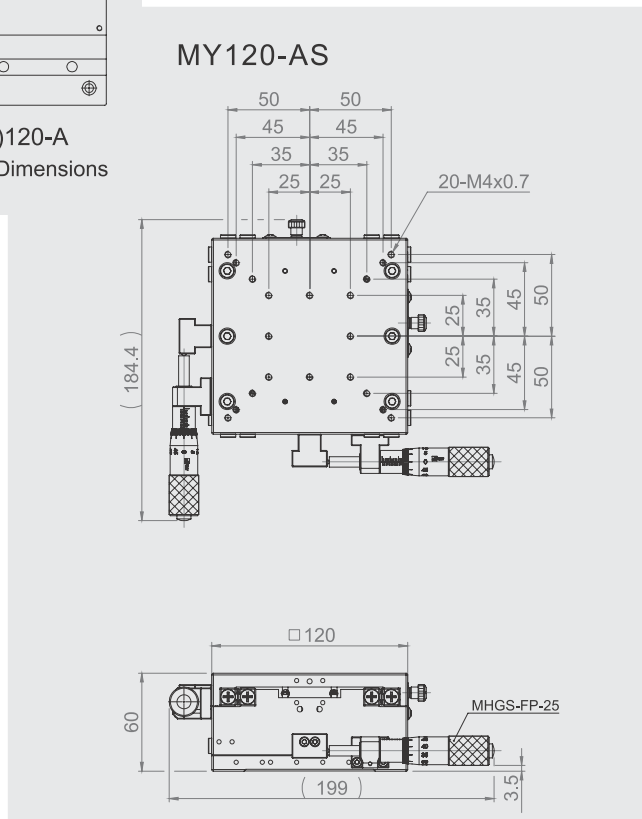 MY120-AS
)120-A
Dimensions
50 50
45 45
35 35
25 25
20-M4x0.7
25 35 45 50
25 35 45 50
( 184.4 )
□120
60
MHGS-FP-25
( 199 )
3.5